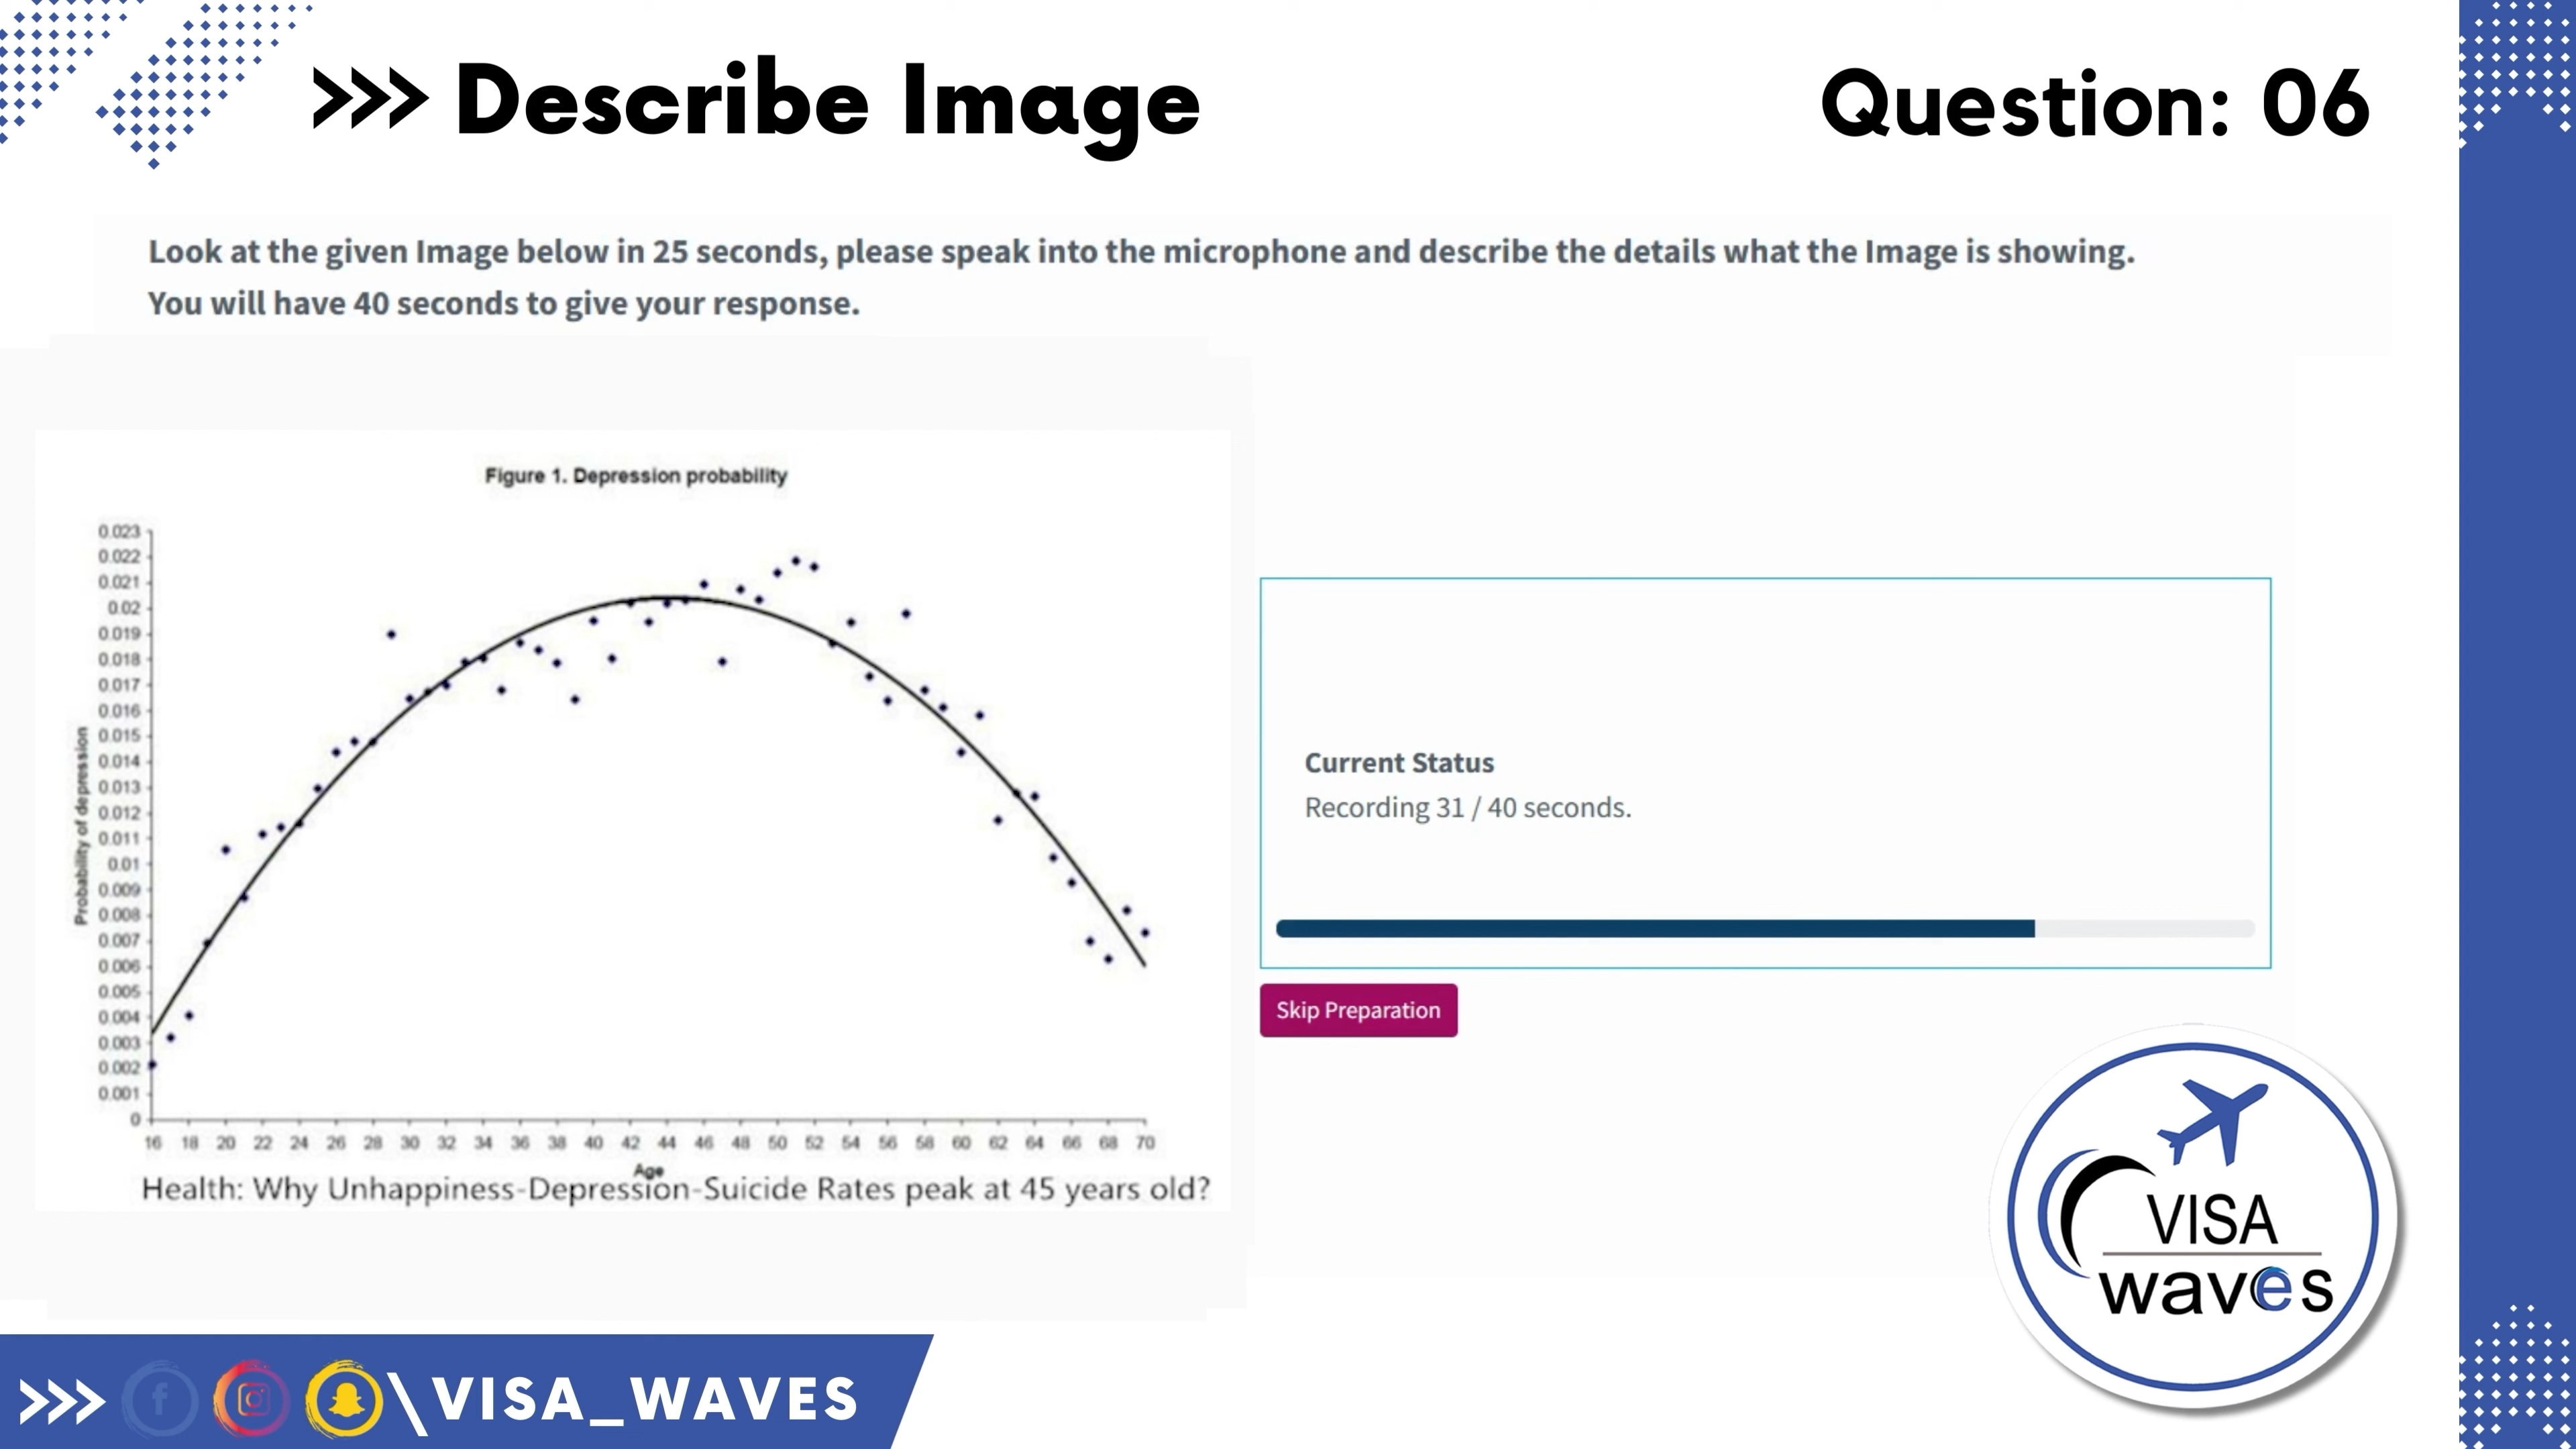 >>> Describe Image
Question: 06
Look at the given Image below in 25 seconds, please speak into the microphone and describe the details what the Image is showing.
You will have 40 seconds to give your response.
Figure 1. Depression probability
Probability of depression
0.023
0.022
0.021
0.02
0.019
0.018
0.017
0.016
0.015
0.014
0.013
0.012
0.011
0.01
0.009
0.008
0.007
0.006
0.005
0.004
0.003
0.002
0.001
0
16 18 20 22 24 26 28 30 32 34 36 38 40 42 44 46 48 50 52 54 56 58 60 62 64 66 68 70
Age
Health: Why Unhappiness-Depression-Suicide Rates peak at 45 years old?
Current Status
Recording 31 / 40 seconds.
Skip Preparation
VISA
waves
>>> f \VISA_WAVES